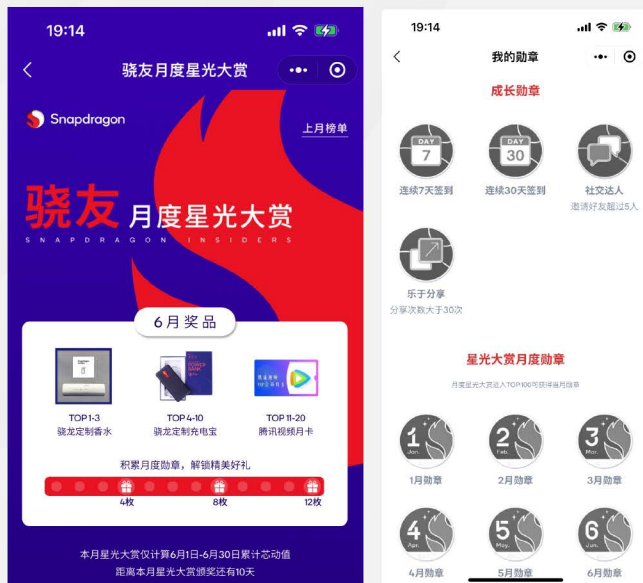 19:14
骁友月度星光大赏
Snapdragon
上月榜单
骁友 月度星光大赏
SNAPDRAGON INSIDERS
6月奖品
TOP1-3
骁龙定制香水
TOP4-10
骁龙定制充电宝
TOP11-20
腾讯视频月卡
积累月度勋章，解锁精美好礼
4枚
8枚
12枚
本月星光大赏仅计算6月1日-6月30日累计芯动值
距离本月星光大赏颁奖还有10天
19:14
我的勋章
成长勋章
DAY
7
连续7天签到
DAY
30
连续30天签到
社交达人
邀请好友超过5人
乐于分享
分享次数大于30次
星光大赏月度勋章
月度星光大赏进入TOP100可获得当月勋章
1
Jan.
1月勋章
2
Feb.
2月勋章
3
Mar.
3月勋章
4
Apr.
4月勋章
5
May.
5月勋章
6
Jun.
6月勋章